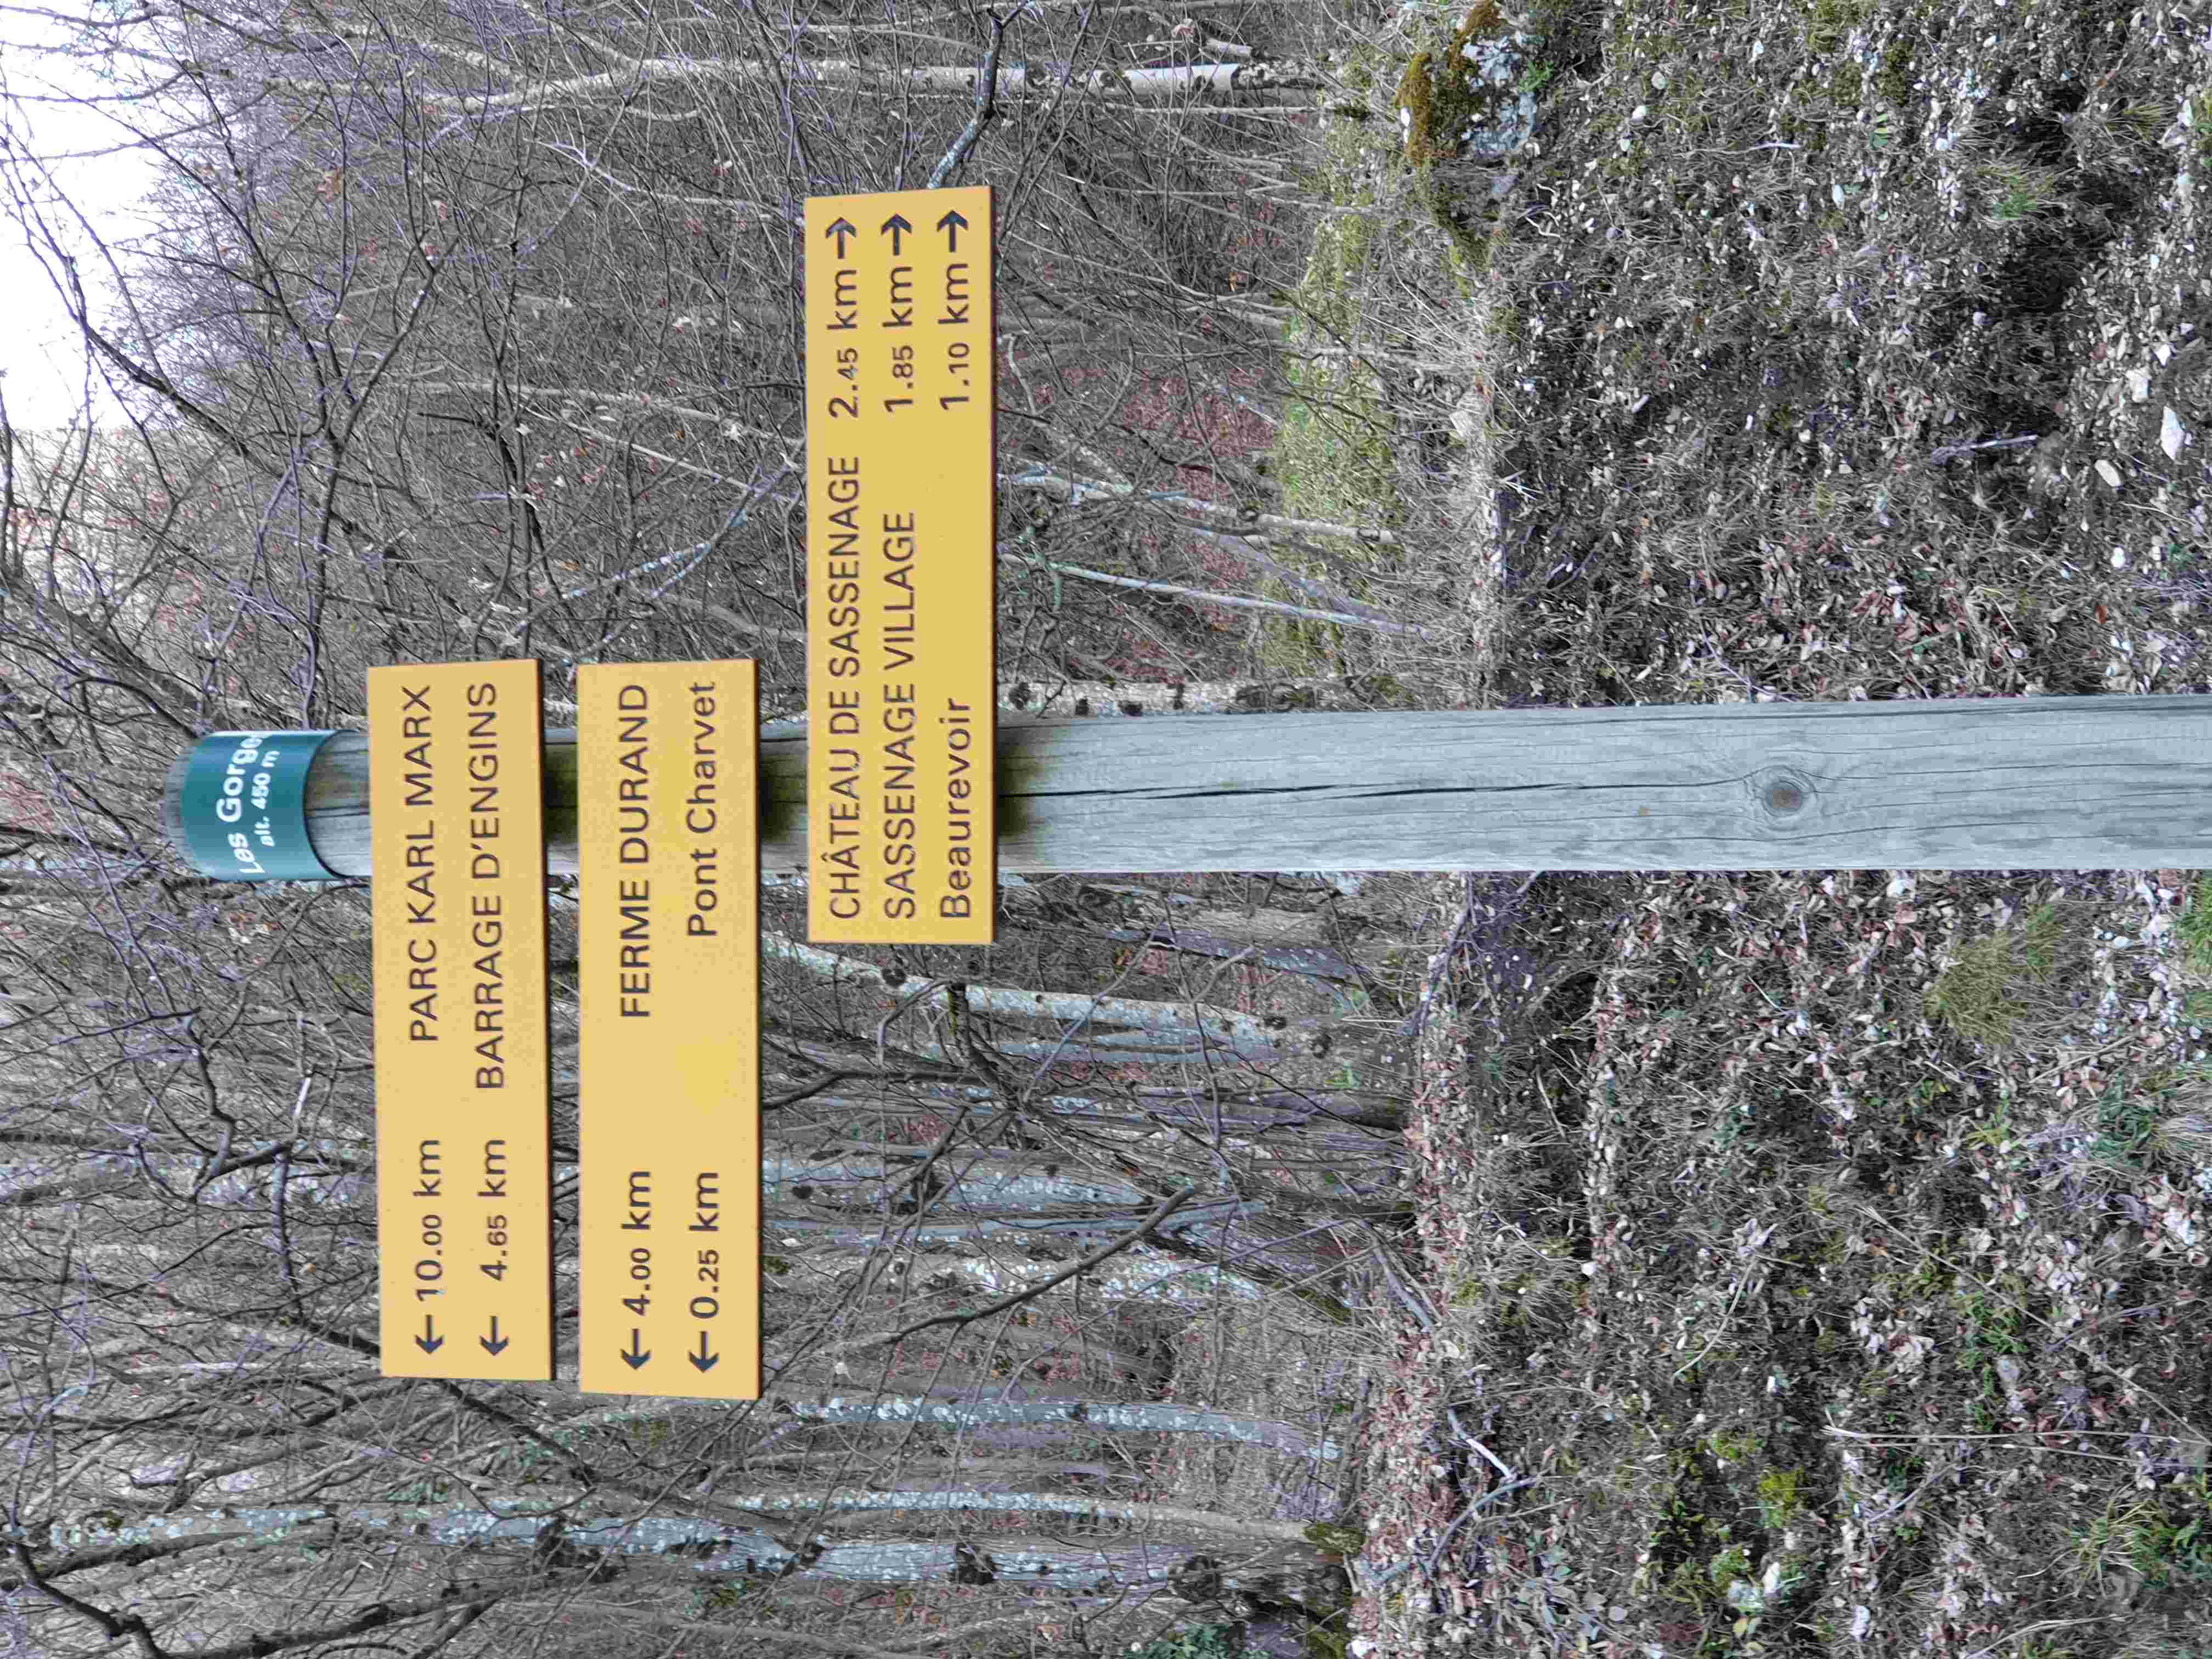 Les Gorges
alt. 450 m
← 10.00 km PARC KARL MARX
← 4.65 km BARRAGE D'ENGINS
← 4.00 km FERME DURAND
← 0.25 km Pont Charvet
CHÂTEAU DE SASSENAGE 2.45 km →
SASSENAGE VILLAGE 1.85 km →
Beaurevoir 1.10 km →